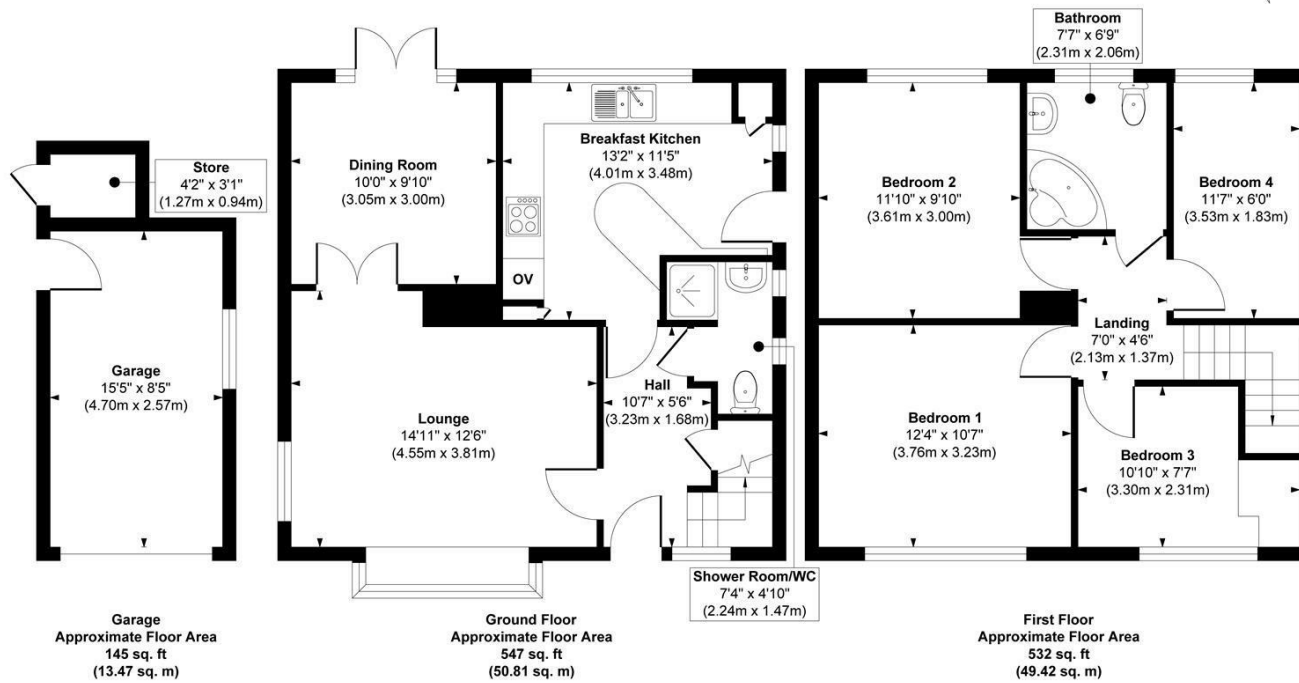 Store
4'2" x 3'1"
(1.27m x 0.94m)
Garage
15'5" x 8'5"
(4.70m x 2.57m)
Garage
Approximate Floor Area
145 sq. ft
(13.47 sq. m)
Dining Room
10'0" x 9'10"
(3.05m x 3.00m)
Breakfast Kitchen
13'2" x 11'5"
(4.01m x 3.48m)
OV
Lounge
14'11" x 12'6"
(4.55m x 3.81m)
Hall
10'7" x 5'6"
(3.23m x 1.68m)
Shower Room/WC
7'4" x 4'10"
(2.24m x 1.47m)
Ground Floor
Approximate Floor Area
547 sq. ft
(50.81 sq. m)
Bathroom
7'7" x 6'9"
(2.31m x 2.06m)
Bedroom 2
11'10" x 9'10"
(3.61m x 3.00m)
Bedroom 4
11'7" x 6'0"
(3.53m x 1.83m)
Landing
7'0" x 4'6"
(2.13m x 1.37m)
Bedroom 1
12'4" x 10'7"
(3.76m x 3.23m)
Bedroom 3
10'10" x 7'7"
(3.30m x 2.31m)
First Floor
Approximate Floor Area
532 sq. ft
(49.42 sq. m)